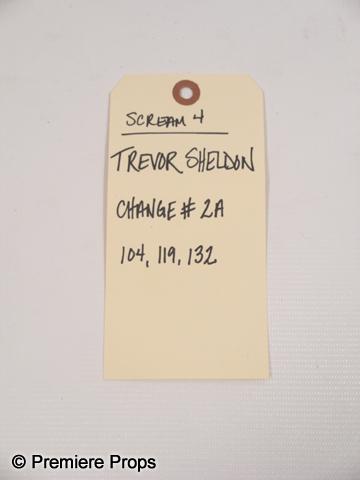 SCREAM 4
TREVOR SHELDON
CHANGE # 2A
104, 119, 132
© Premiere Props